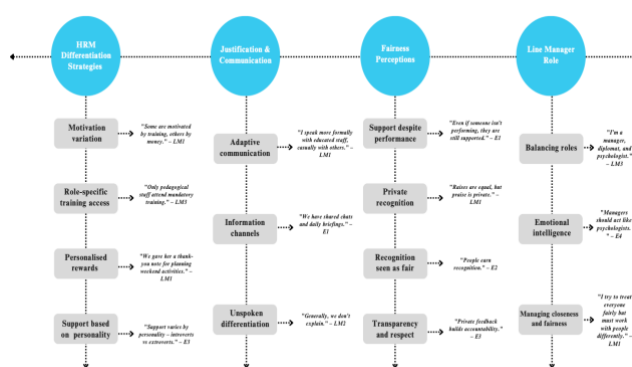 HRM
Differentiation
Strategies
Motivation
variation
"Some are motivated
by training, others by
money." – LM1
Role-specific
training access
"Only pedagogical
staff attend mandatory
training." – LM3
Personalised
rewards
"We gave her a thank-
you note for planning
weekend activities." –
LM3
Support based
on personality
"Support varies by
personality – introverts
vs extroverts." – E3
Justification &
Communication
Adaptive
communication
"I speak more formally
with educated staff,
casually with others." –
LM1
Information
channels
"We have shared chats
and daily briefings." –
E1
Unspoken
differentiation
"Generally, we don't
explain." – LM2
Fairness
Perceptions
Support despite
performance
"Even if someone isn't
performing, they are
still supported." – E3
Private
recognition
"Raises are equal, but
praise is private." –
LM1
Recognition
seen as fair
"People earn
recognition." – E2
Transparency
and respect
"Private feedback
builds accountability."
– E3
Line Manager
Role
Balancing roles
"I'm a
manager,
diplomat, and
psychologist."
– LM3
Emotional
intelligence
"Managers
should act like
psychologists.
" – E4
Managing closeness
and fairness
I try to treat
everyone
fairly but
must work
with people
differently."
– LM1